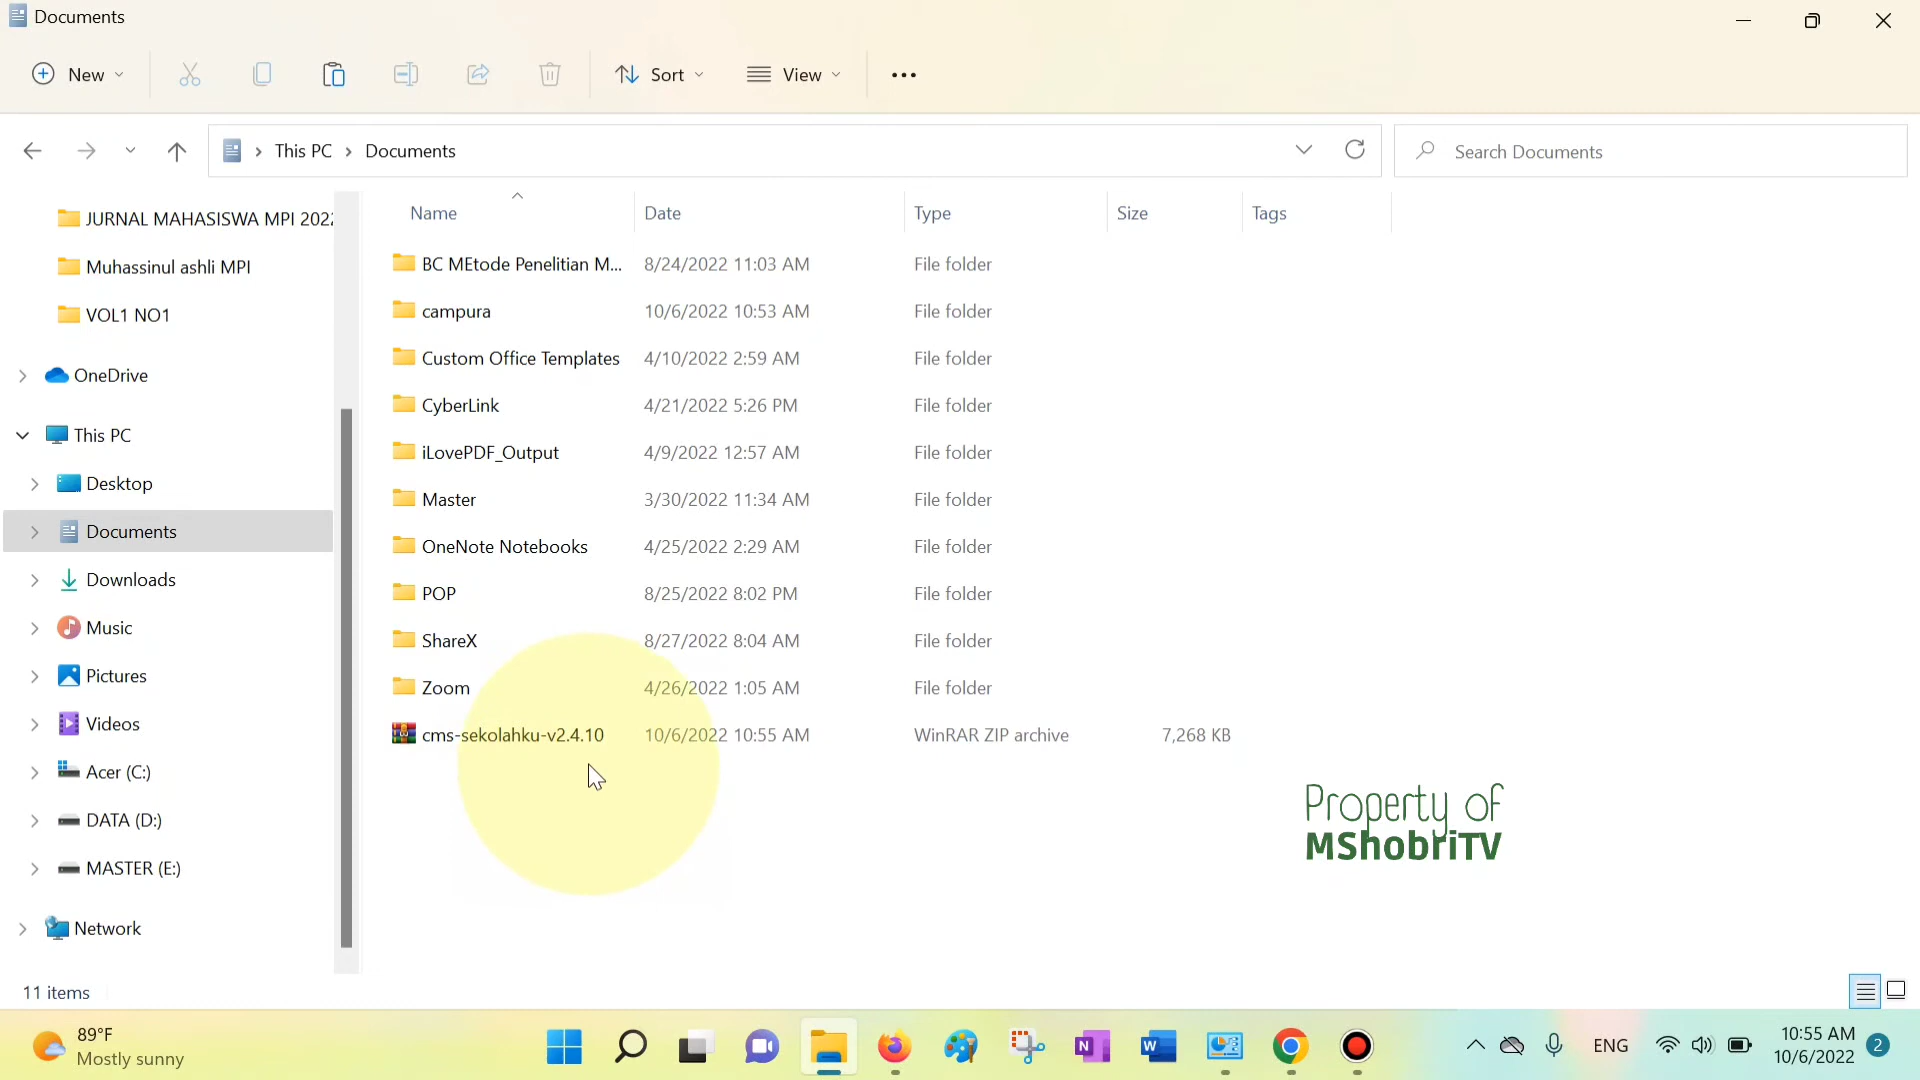 Documents
New
Sort
View
This PC
Documents
Search Documents
JURNAL MAHASISWA MPI 202
Muhassinul ashli MPI
VOL1 NO1
OneDrive
This PC
Desktop
Documents
Downloads
Music
Pictures
Videos
Acer (C:)
DATA (D:)
MASTER (E:)
Network
Name Date Type Size Tags
BC MEtode Penelitian M... 8/24/2022 11:03 AM File folder
campura 10/6/2022 10:53 AM File folder
Custom Office Templates 4/10/2022 2:59 AM File folder
CyberLink 4/21/2022 5:26 PM File folder
iLovePDF_Output 4/9/2022 12:57 AM File folder
Master 3/30/2022 11:34 AM File folder
OneNote Notebooks 4/25/2022 2:29 AM File folder
POP 8/25/2022 8:02 PM File folder
ShareX 8/27/2022 8:04 AM File folder
Zoom 4/26/2022 1:05 AM File folder
cms-sekolahku-v2.4.10 10/6/2022 10:55 AM WinRAR ZIP archive 7,268 KB
Property of
MShobriTV
11 items
89°F
Mostly sunny
ENG
10:55 AM
10/6/2022
2